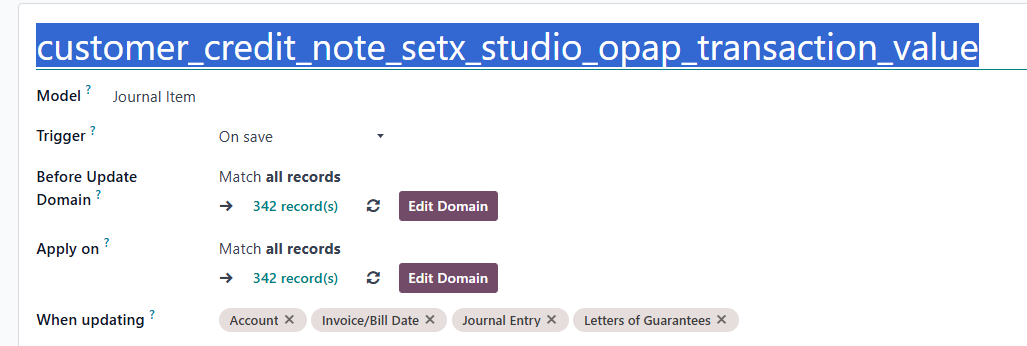 customer_credit_note_setx_studio_opap_transaction_value
Model ? Journal Item
Trigger ? On save
Before Update Match all records
Domain ? → 342 record(s) Edit Domain
Apply on ? Match all records
→ 342 record(s) Edit Domain
When updating ? Account × Invoice/Bill Date × Journal Entry × Letters of Guarantees ×